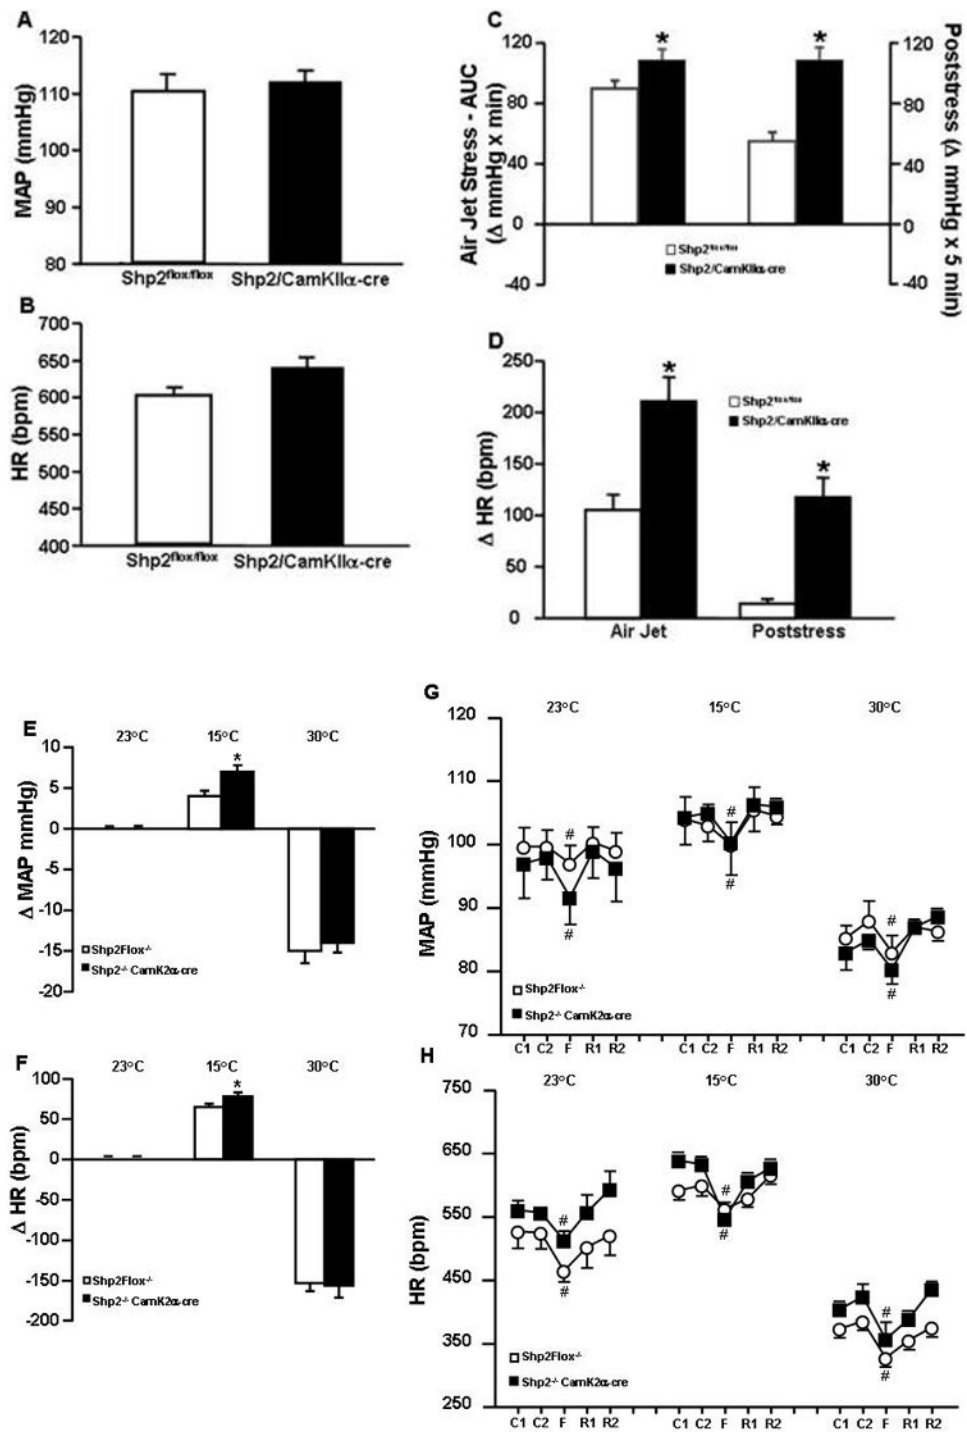 A
120
110
100
90
80
MAP (mmHg)
Shp2flox/flox
Shp2/CamKIIα-cre
B
700
650
600
550
500
450
400
HR (bpm)
Shp2flox/flox
Shp2/CamKIIα-cre
C
120
80
40
0
-40
Air Jet Stress - AUC
(Δ mmHg x min)
*
*
120
80
40
0
-40
Poststress (Δ mmHg x 5 min)
Shp2flox/flox
Shp2/CamKIIα-cre
D
250
200
150
100
50
0
Δ HR (bpm)
*
*
Shp2flox/flox
Shp2/CamKIIα-cre
Air Jet
Poststress
E
23°C
15°C
30°C
10
5
0
-5
-10
-15
-20
Δ MAP mmHg)
*
Shp2Flox-/-
Shp2-/- CamK2α-cre
F
23°C
15°C
30°C
100
50
0
-50
-100
-150
-200
Δ HR (bpm)
*
Shp2Flox-/-
Shp2-/- CamK2α-cre
G
23°C
15°C
30°C
120
110
100
90
80
70
MAP (mmHg)
# # #
# # #
Shp2Flox-/-
Shp2-/- CamK2α-cre
C1 C2 F R1 R2 C1 C2 F R1 R2 C1 C2 F R1 R2
H
23°C
15°C
30°C
750
650
550
450
350
250
HR (bpm)
# # #
# # #
Shp2Flox-/-
Shp2-/- CamK2α-cre
C1 C2 F R1 R2 C1 C2 F R1 R2 C1 C2 F R1 R2